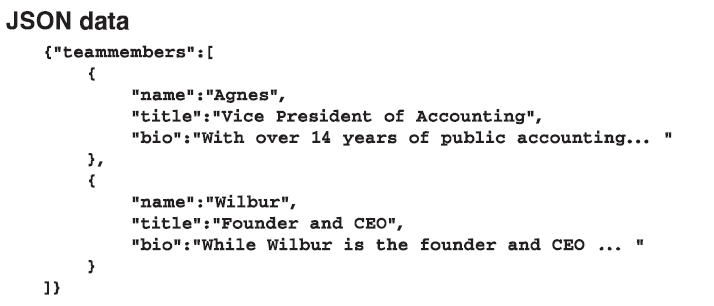 JSON data
{"teammembers":[
{
"name":"Agnes",
"title":"Vice President of Accounting",
"bio":"With over 14 years of public accounting... "
},
{
"name":"Wilbur",
"title":"Founder and CEO",
"bio":"While Wilbur is the founder and CEO ... "
}
]}